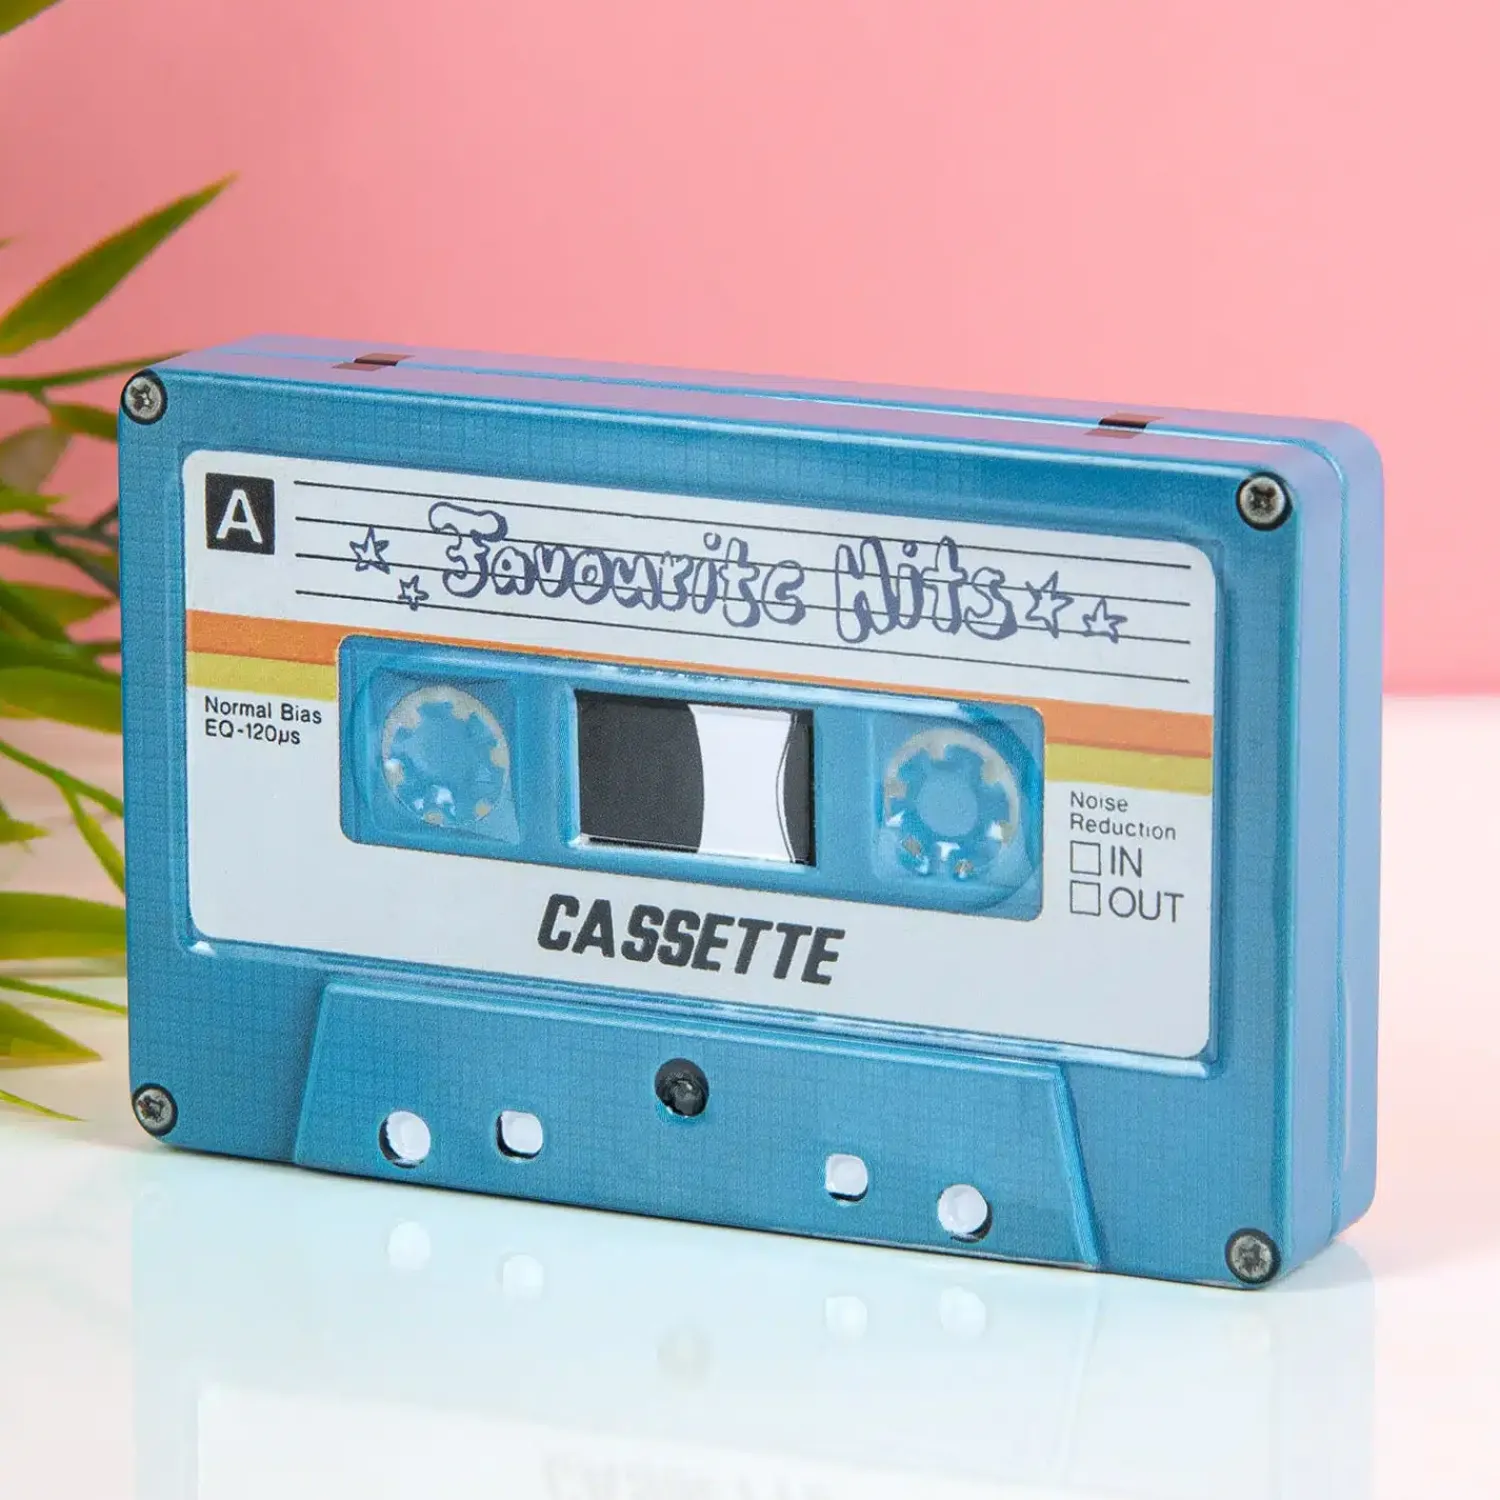 A
Favourite Hits
Normal Bias
EQ-120µs
Noise
Reduction
IN
OUT
CASSETTE